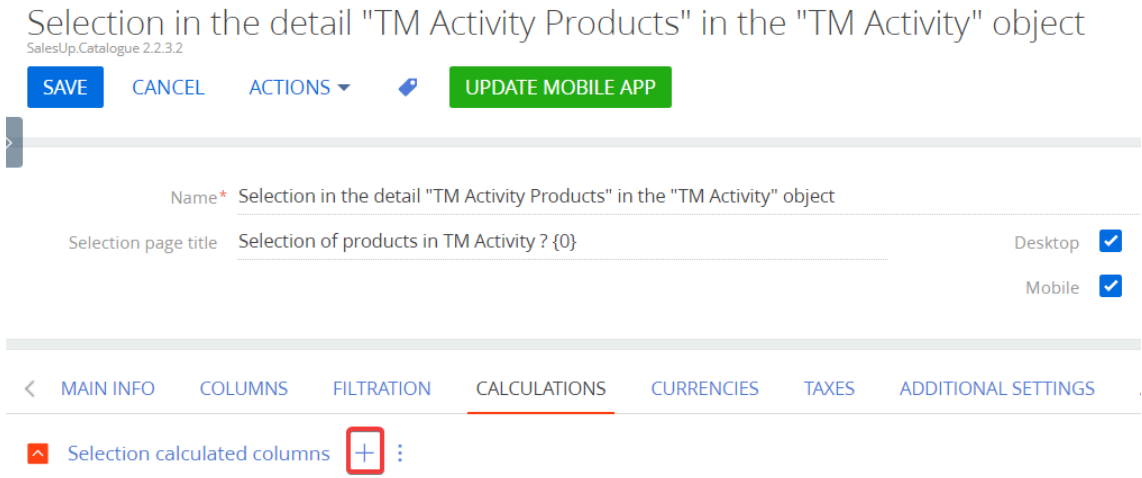 Selection in the detail "TM Activity Products" in the "TM Activity" object
SalesUp.Catalogue 2.2.3.2
SAVE CANCEL ACTIONS UPDATE MOBILE APP
Name* Selection in the detail "TM Activity Products" in the "TM Activity" object
Selection page title Selection of products in TM Activity ? {0} Desktop
Mobile
MAIN INFO COLUMNS FILTRATION CALCULATIONS CURRENCIES TAXES ADDITIONAL SETTINGS
Selection calculated columns